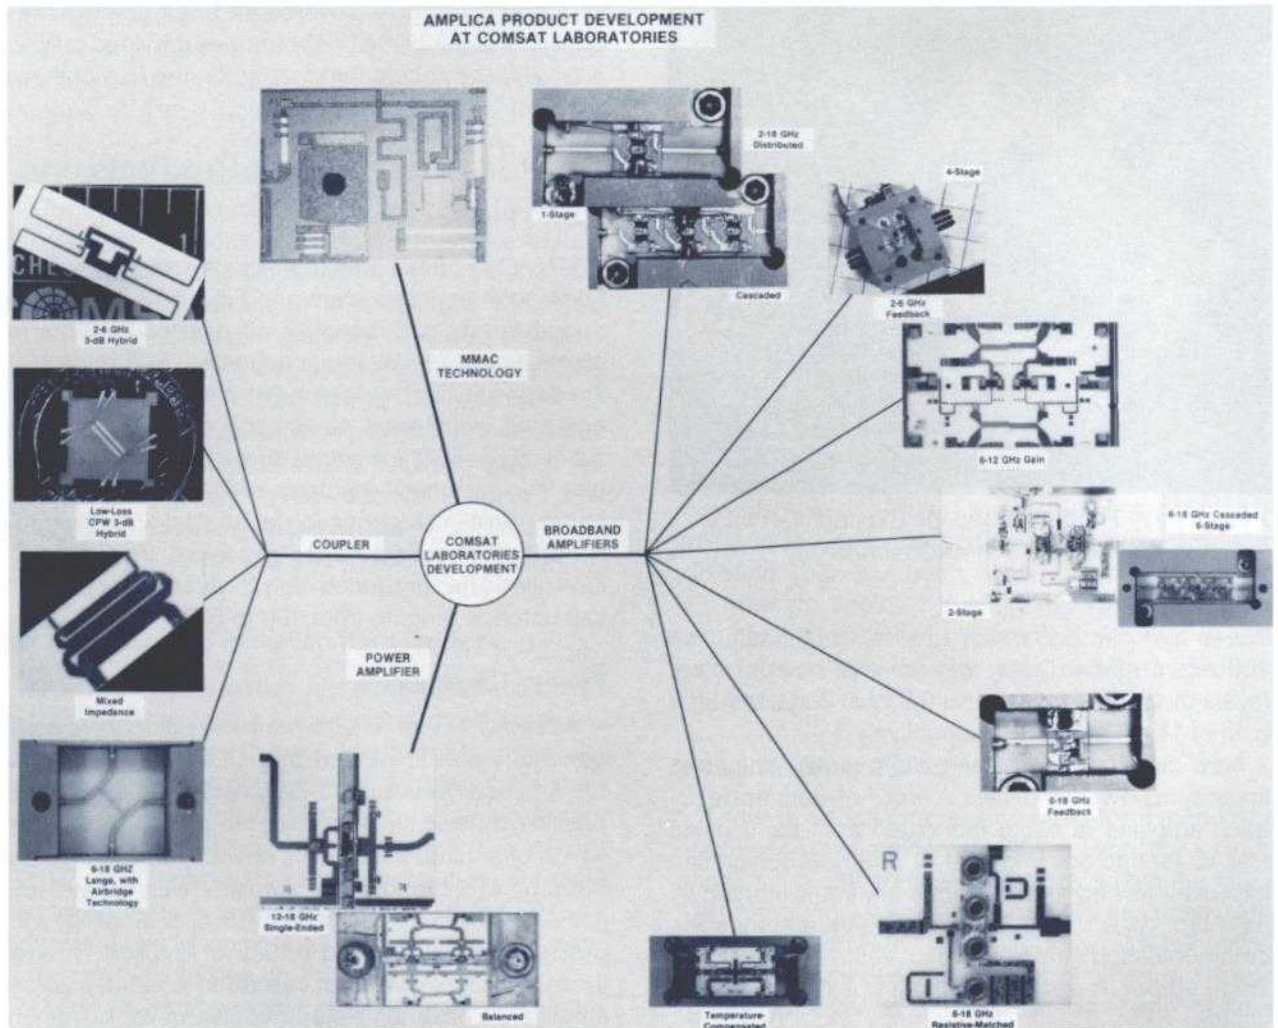 AMPLICA PRODUCT DEVELOPMENT
AT COMSAT LABORATORIES
2-18 GHz
Distributed
1-Stage
Cascaded
4-Stage
2-6 GHz
Feedback
2-6 GHz
3-dB Hybrid
MMAC
TECHNOLOGY
6-12 GHz Gain
Low-Loss
CPW 3-dB
Hybrid
COUPLER
COMSAT
LABORATORIES
DEVELOPMENT
BROADBAND
AMPLIFIERS
6-18 GHz Cascaded
6-Stage
2-Stage
POWER
AMPLIFIER
Mixed
Impedance
6-18 GHz
Feedback
6-18 GHZ
Lange, with
Airbridge
Technology
R
12-18 GHz
Single-Ended
Balanced
Temperature-
Compensated
6-18 GHz
Resistive-Matched